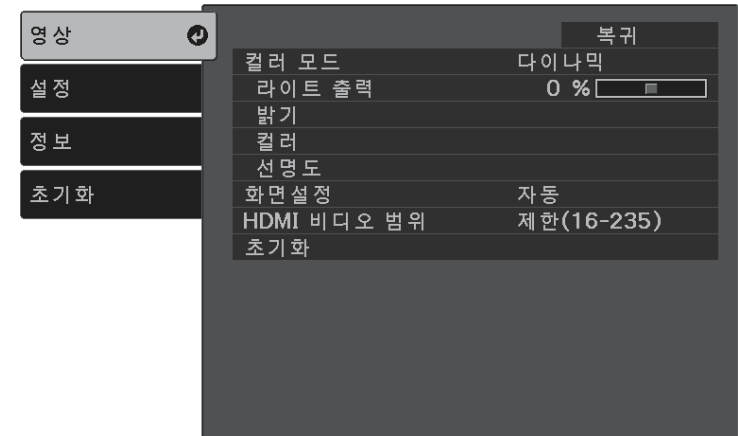 영상
설정
정보
초기화
복귀
컬러 모드 다이나믹
라이트 출력 0 %
밝기
컬러
선명도
화면설정 자동
HDMI 비디오 범위 제한(16-235)
초기화